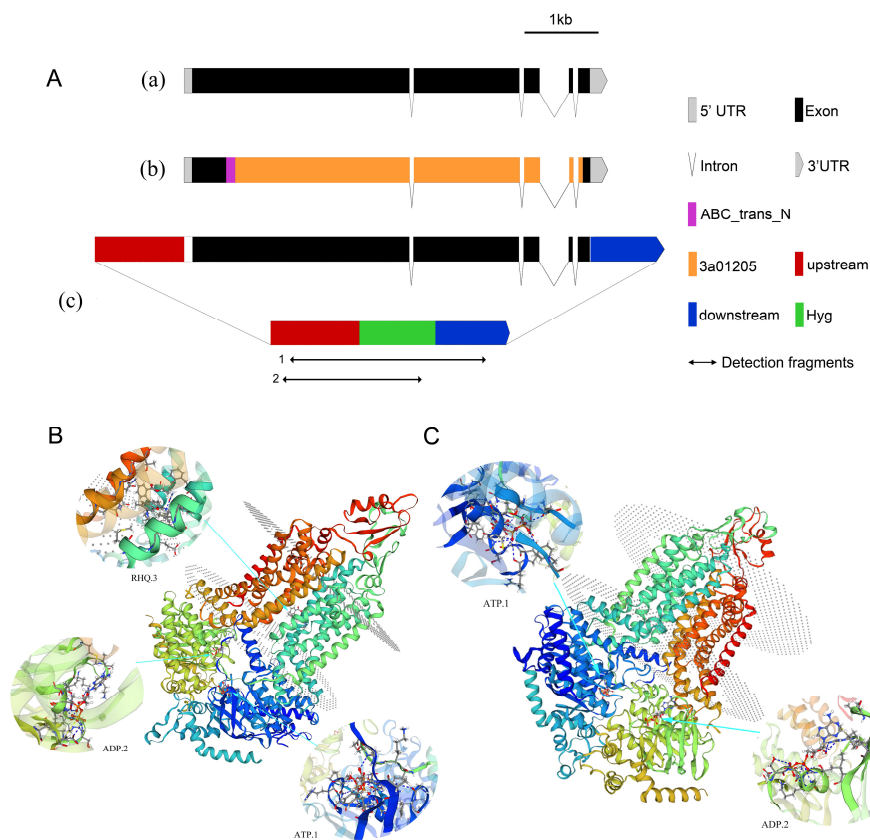 1kb
A
(a)
5' UTR
Exon
(b)
Intron
3'UTR
ABC_trans_N
3a01205
upstream
(c)
downstream
Hyg
1
Detection fragments
2
B
C
RHQ.3
ATP.1
ADP.2
ADP.2
ATP.1